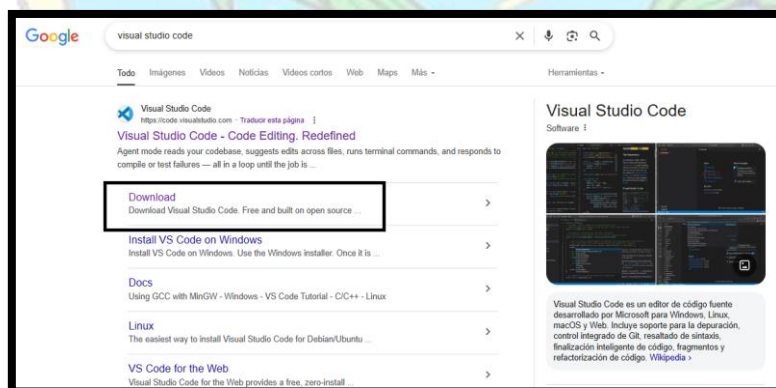 Google
visual studio code
Todo Imágenes Videos Noticias Videos cortos Web Maps Más
Herramientas
Visual Studio Code
https://code.visualstudio.com · Traducir esta página
Visual Studio Code - Code Editing. Redefined
Agent mode reads your codebase, suggests edits across files, runs terminal commands, and responds to
compile or test failures — all in a loop until the job is ...
Download
Download Visual Studio Code. Free and built on open source ...
Install VS Code on Windows
Install VS Code on Windows. Use the Windows installer. Once it is ...
Docs
Using GCC with MinGW - Windows - VS Code Tutorial - C/C++ - Linux
Linux
The easiest way to install Visual Studio Code for Debian/Ubuntu ...
VS Code for the Web
Visual Studio Code for the Web provides a free, zero-install ...
Visual Studio Code
Software
Visual Studio Code es un editor de código fuente
desarrollado por Microsoft para Windows, Linux,
macOS y Web. Incluye soporte para la depuración,
control integrado de Git, resaltado de sintaxis,
finalización inteligente de código, fragmentos y
refactorización de código. Wikipedia >